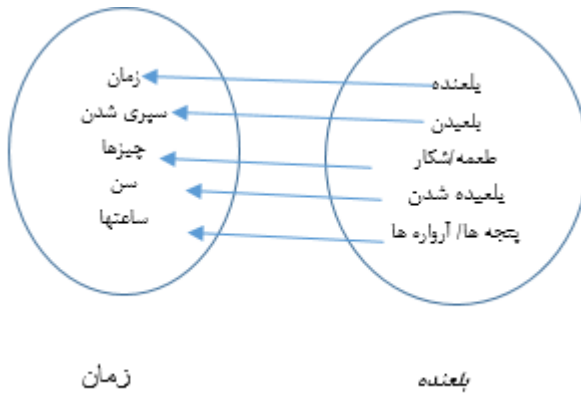 بلعنده
بلعیدن
طعمه/شکار
بلعیده شدن
پنجه ها/ آرواره ها
زمان
سپری شدن
چیزها
سن
ساعتها
بلعنده
زمان